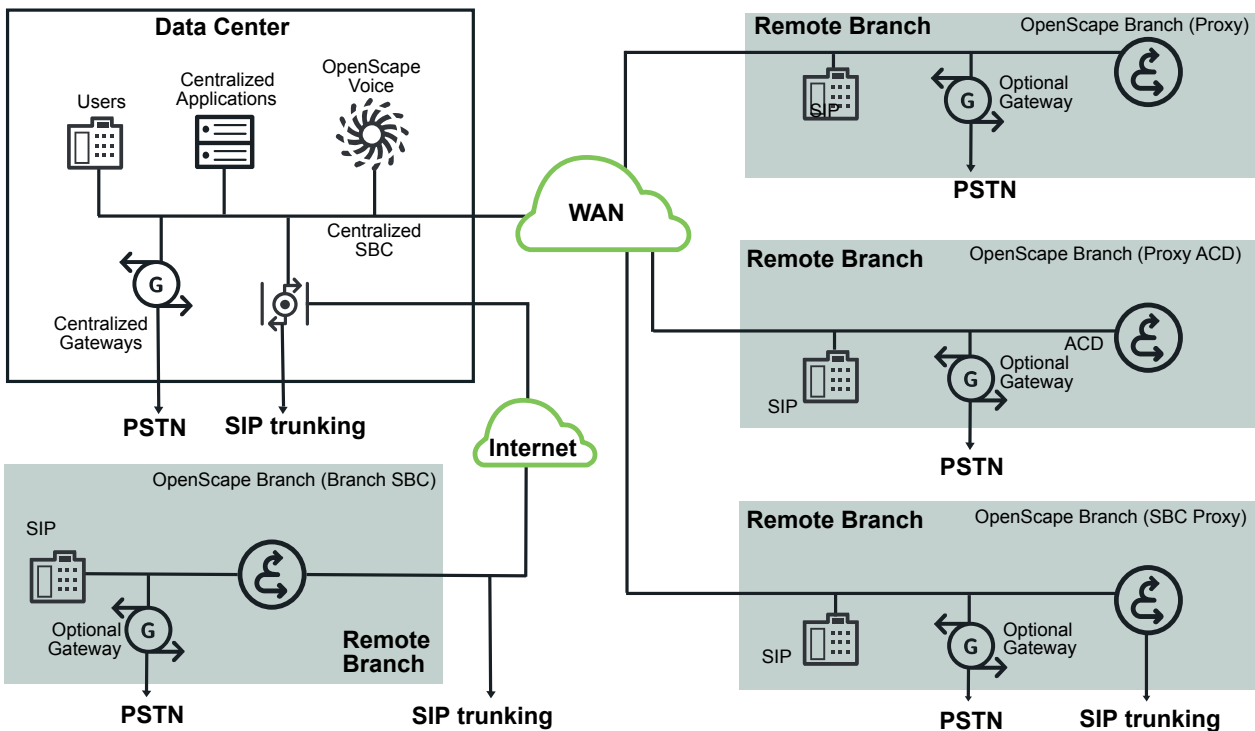 Data Center
Users
Centralized
Applications
OpenScape
Voice
Centralized
SBC
G
Centralized
Gateways
PSTN
SIP trunking
WAN
Internet
Remote Branch
OpenScape Branch (Proxy)
SIP
G
Optional
Gateway
PSTN
Remote Branch
OpenScape Branch (Proxy ACD)
ACD
SIP
G
Optional
Gateway
PSTN
OpenScape Branch (Branch SBC)
SIP
Optional
Gateway
G
Remote
Branch
PSTN
SIP trunking
Remote Branch
OpenScape Branch (SBC Proxy)
SIP
G
Optional
Gateway
PSTN
SIP trunking